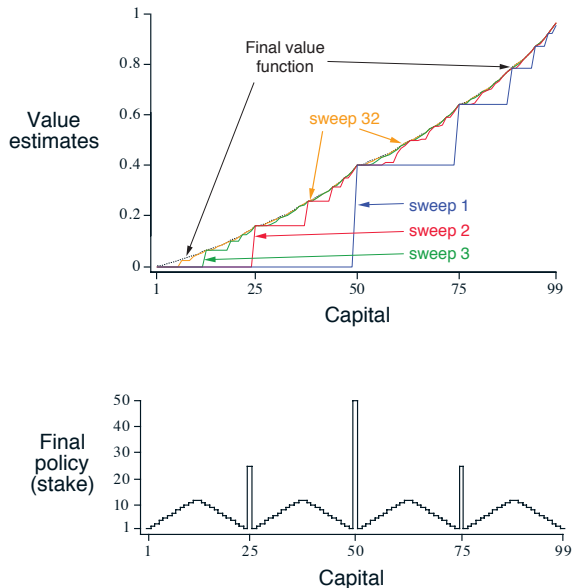 1
0.8
0.6
0.4
0.2
0
Value
estimates
Final value
function
sweep 32
sweep 1
sweep 2
sweep 3
1
25
50
75
99
Capital
50
40
30
20
10
1
Final
policy
(stake)
1
25
50
75
99
Capital